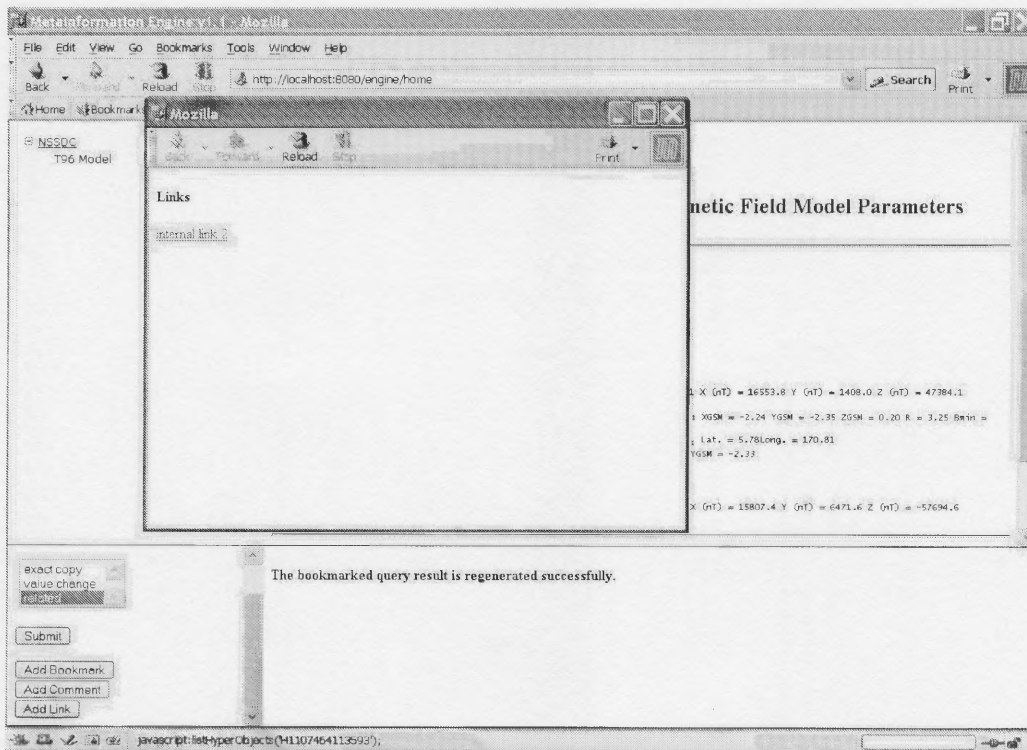 Metainformation Engine v1.1 - Mozilla
File Edit View Go Bookmarks Tools Window Help
Back Forward Reload Stop http://localhost:8080/engine/home Search Print
Home Bookmark
Mozilla
Back Forward Reload Stop Print
NSSDC
T96 Model
Links
internal link 2
netic Field Model Parameters
1 X (nT) = 16553.8 Y (nT) = 1408.0 Z (nT) = 47384.1
: XGSM = -2.24 YGSM = -2.35 ZGSM = 0.20 R = 3.25 Bmin =
; Lat. = 5.78Long. = 170.81
YGSM = -2.33
X (nT) = 15807.4 Y (nT) = 6471.6 Z (nT) = -57694.6
exact copy
value change
related
Submit
Add Bookmark
Add Comment
Add Link
The bookmarked query result is regenerated successfully.
javascript:listHyperObjects('H1107464113593');